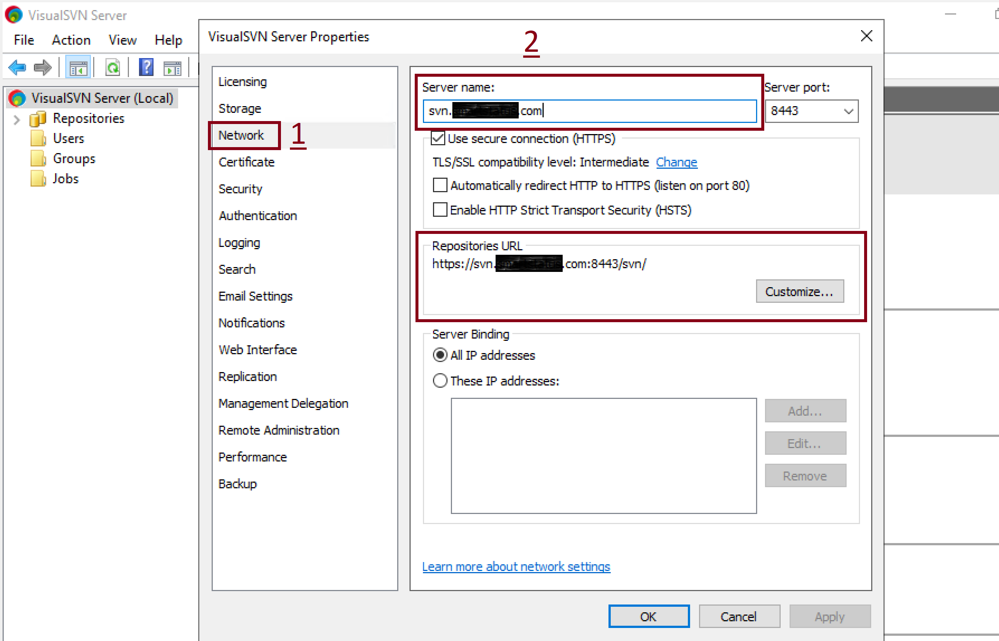 VisualSVN Server
File Action View Help
VisualSVN Server (Local)
Repositories
Users
Groups
Jobs
VisualSVN Server Properties
2
Licensing
Storage
Network
1
Certificate
Security
Authentication
Logging
Search
Email Settings
Notifications
Web Interface
Replication
Management Delegation
Remote Administration
Performance
Backup
Server name:
Server port:
svn. .com
8443
Use secure connection (HTTPS)
TLS/SSL compatibility level: Intermediate Change
Automatically redirect HTTP to HTTPS (listen on port 80)
Enable HTTP Strict Transport Security (HSTS)
Repositories URL
https://svn. .com:8443/svn/
Customize...
Server Binding
All IP addresses
These IP addresses:
Add...
Edit...
Remove
Learn more about network settings
OK
Cancel
Apply